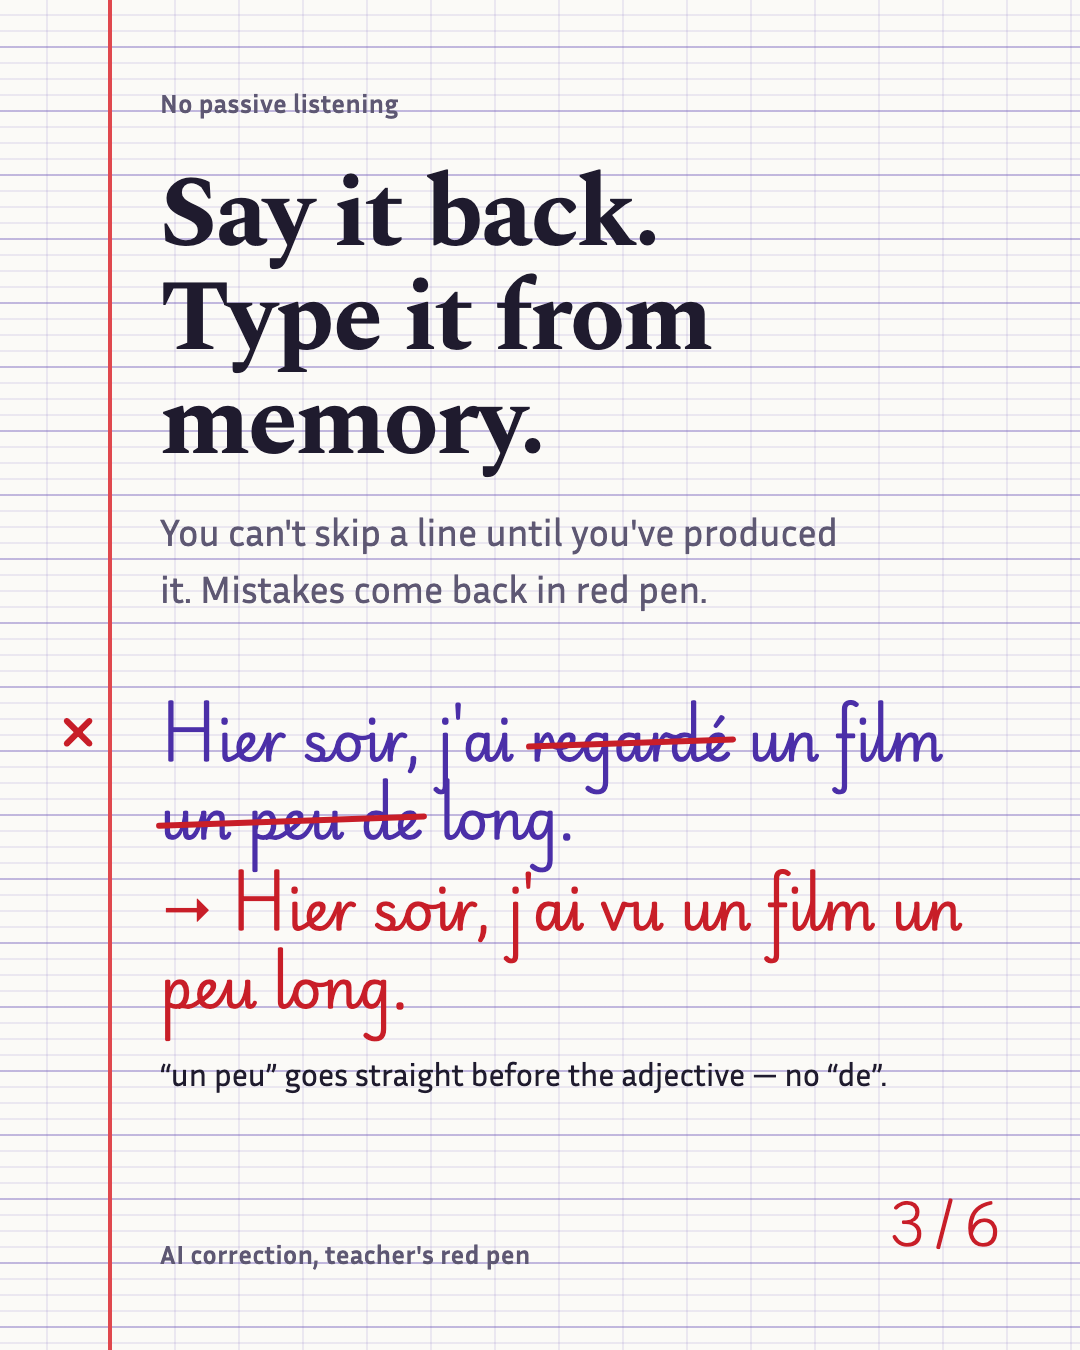 No passive listening
Say it back.
Type it from
memory.
You can't skip a line until you've produced
it. Mistakes come back in red pen.
× Hier soir, j'ai regardé un film
un peu de long.
→ Hier soir, j'ai vu un film un
peu long.
“un peu” goes straight before the adjective — no “de”.
3/6
AI correction, teacher's red pen